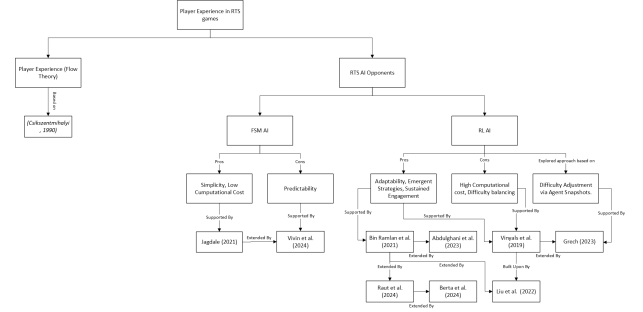 Player Experience in RTS
games
Player Experience (Flow
Theory)
RTS AI Opponents
Based on
(Csikszentmihalyi
, 1990)
FSM AI
RL AI
Pros
Cons
Pros
Cons
Explored approach based on
Simplicity, Low
Cumputational Cost
Predictability
Adaptability, Emergent
Strategies, Sustained
Engagement
High Computational
cost, Difficulty balancing
Difficulty Adjustment
via Agent Snapshots.
Supported By
Supported By
Supported By
Supported By
Supported By
Supported By
Jagdale (2021)
Extended By
Vivin et al.
(2024)
Bin Ramlan et al.
(2021)
Abdulghani et al.
(2023)
Vinyals et al.
(2019)
Grech (2023)
Extended By
Extended By
Extended By
Extended By
Built Upon By
Raut et al.
(2024)
Berta et al.
(2024)
Liu et al. (2022)